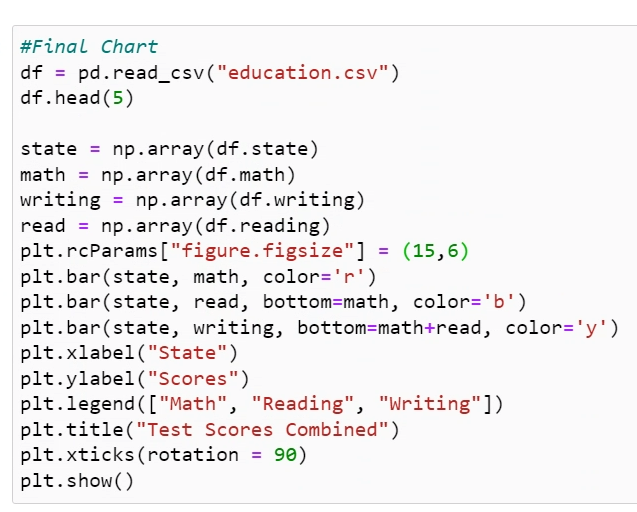 #Final Chart
df = pd.read_csv("education.csv")
df.head(5)
state = np.array(df.state)
math = np.array(df.math)
writing = np.array(df.writing)
read = np.array(df.reading)
plt.rcParams["figure.figsize"] = (15,6)
plt.bar(state, math, color='r')
plt.bar(state, read, bottom=math, color='b')
plt.bar(state, writing, bottom=math+read, color='y')
plt.xlabel("State")
plt.ylabel("Scores")
plt.legend(["Math", "Reading", "Writing"])
plt.title("Test Scores Combined")
plt.xticks(rotation = 90)
plt.show()